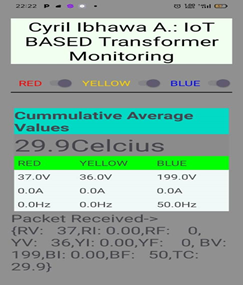 22:22
Cyril Ibhawa A.: IoT
BASED Transformer
Monitoring
RED YELLOW BLUE
Cummulative Average
Values
29.9Celcius
RED YELLOW BLUE
37.0V 36.0V 199.0V
0.0A 0.0A 0.0A
0.0Hz 0.0Hz 50.0Hz
Packet Received->
{RV: 37,RI: 0.00,RF: 0,
YV: 36,YI: 0.00,YF: 0, BV:
199,BI: 0.00,BF: 50,TC:
29.9}